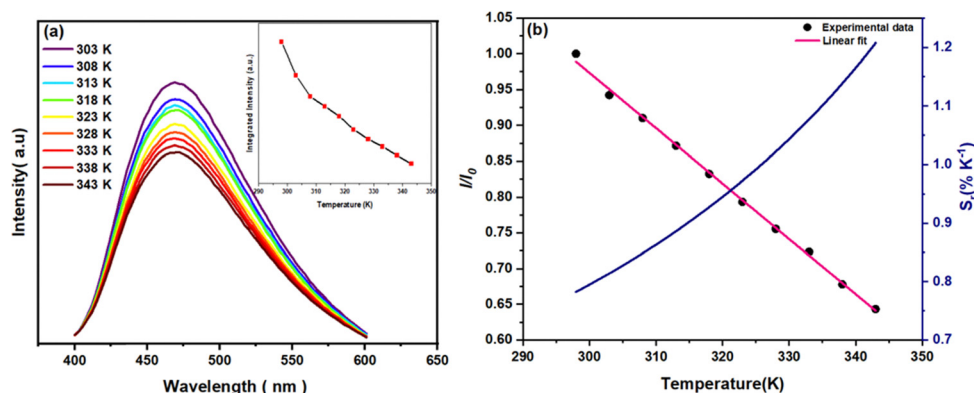 (a)
303 K
308 K
313 K
318 K
323 K
328 K
333 K
338 K
343 K
Intensity( a.u)
400 450 500 550 600 650
Wavelength ( nm )
Integrated Intensity (a.u.)
290 300 310 320 330 340 350
Temperature (K)
(b)
Experimental data
Linear fit
I/I0
1.05
1.00
0.95
0.90
0.85
0.80
0.75
0.70
0.65
0.60
290 300 310 320 330 340 350
Temperature(K)
1.2
1.1
1.0
0.9
0.8
0.7
Sr(% K-1)